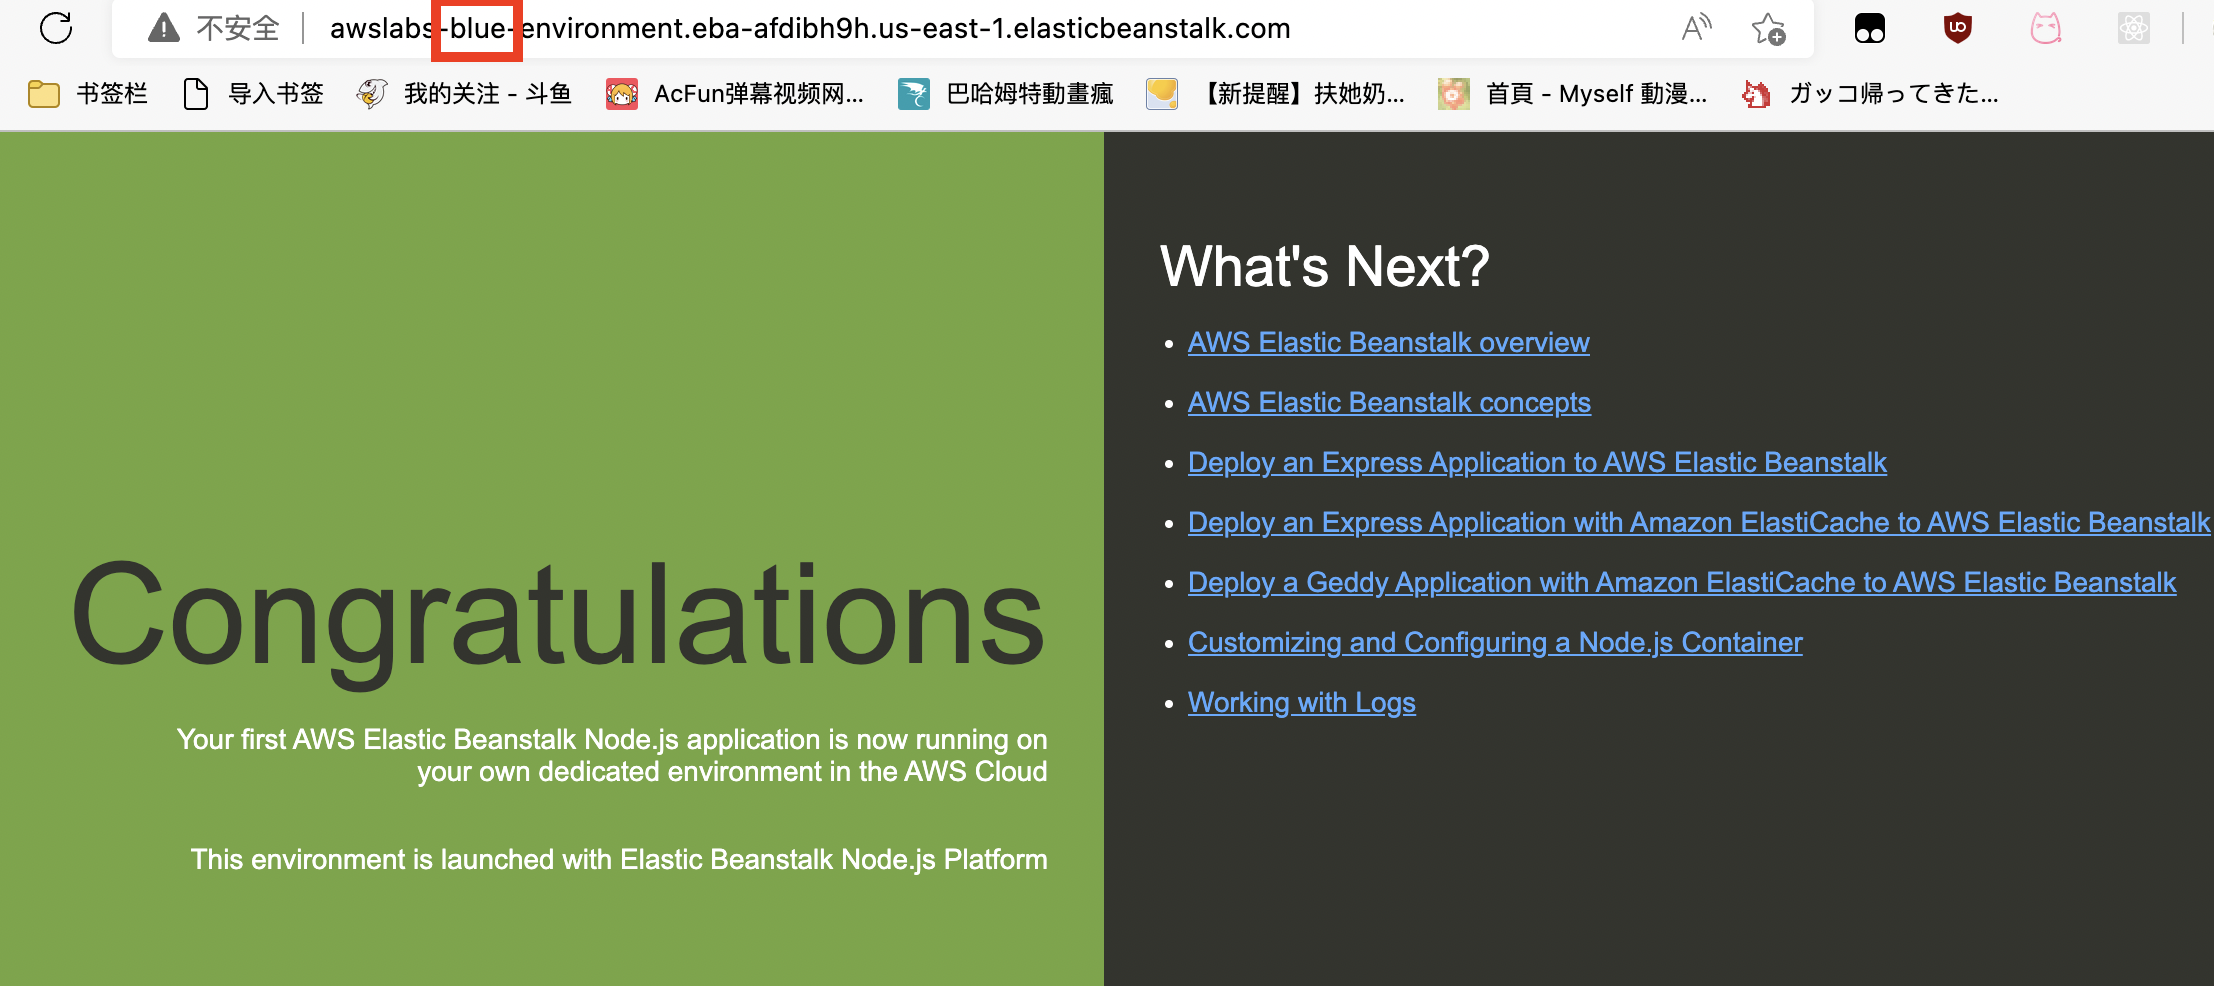 不安全 awslabs-blue-environment.eba-afdibh9h.us-east-1.elasticbeanstalk.com
书签栏 导入书签 我的关注 - 斗鱼 AcFun弹幕视频网... 巴哈姆特動畫瘋 【新提醒】扶她奶... 首頁 - Myself 動漫... ガッコ帰ってきた...
What's Next?
• AWS Elastic Beanstalk overview
• AWS Elastic Beanstalk concepts
• Deploy an Express Application to AWS Elastic Beanstalk
• Deploy an Express Application with Amazon ElastiCache to AWS Elastic Beanstalk
• Deploy a Geddy Application with Amazon ElastiCache to AWS Elastic Beanstalk
• Customizing and Configuring a Node.js Container
• Working with Logs
Congratulations
Your first AWS Elastic Beanstalk Node.js application is now running on
your own dedicated environment in the AWS Cloud
This environment is launched with Elastic Beanstalk Node.js Platform